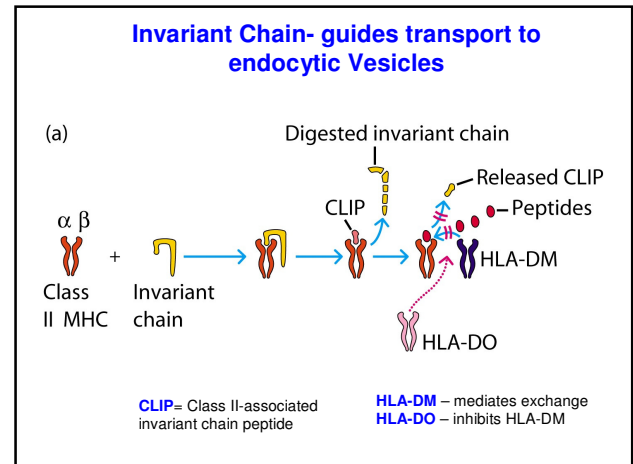 Invariant Chain- guides transport to
endocytic Vesicles
(a)
Digested invariant chain
Released CLIP
CLIP
Peptides
α β
+
HLA-DM
Class
II MHC
Invariant
chain
HLA-DO
CLIP= Class II-associated
invariant chain peptide
HLA-DM – mediates exchange
HLA-DO – inhibits HLA-DM